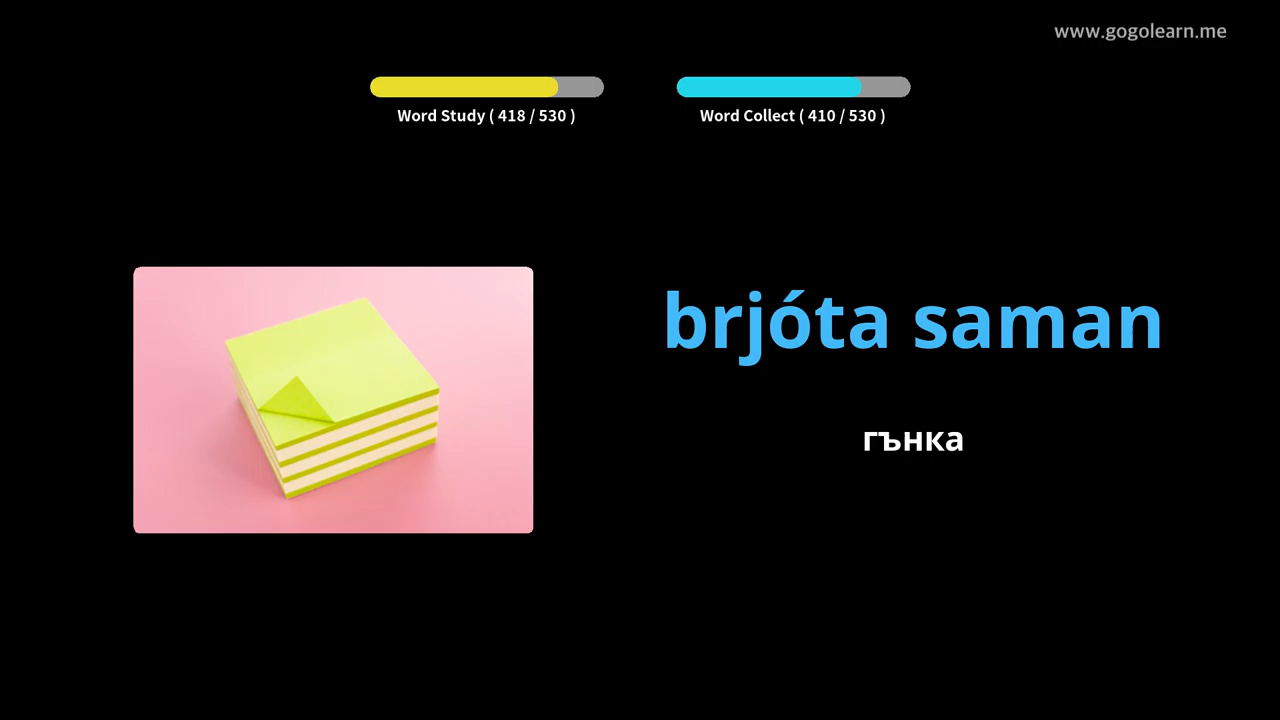 www.gogolearn.me
Word Study ( 418 / 530 )
Word Collect ( 410 / 530 )
brjóta saman
гънка